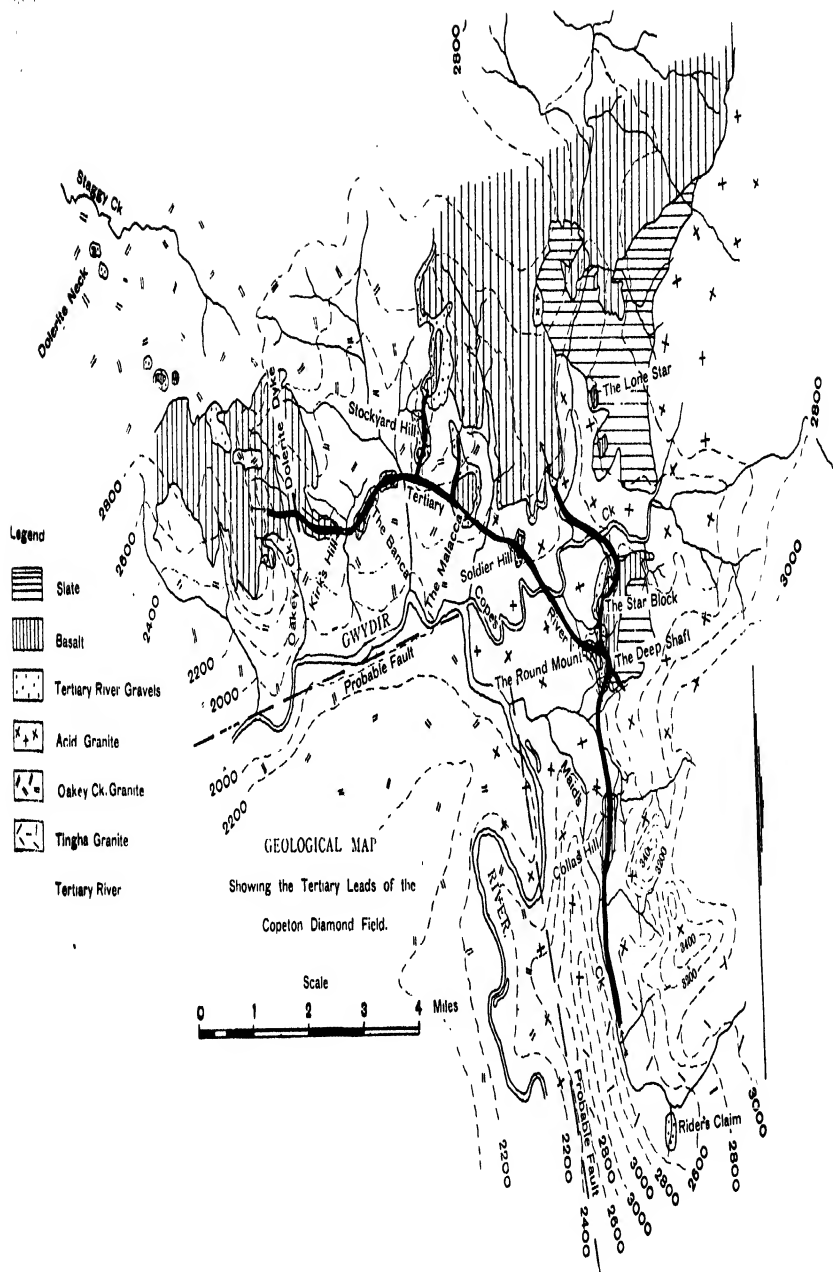 2800
Staggy Ck
Dolerite Neck
The Lone Star
Dolerite Dyke
Stockyard Hill
2800
2800
2600
2400
2200
2000
Tertiary
Ck
3000
Legend
Slate
Basalt
Tertiary River Gravels
Acid Granite
Oakey Ck. Granite
Tingha Granite
Tertiary River
Oakey Ck
Kirk's Hill
The Banca
The Malacca
Soldier Hill
Copes
River
The Star Block
GWYDIR
Probable Fault
The Round Mount
The Deep Shaft
2000
2200
Maids
Collas Hill
Ck
RIVER
3400
3400
GEOLOGICAL MAP
Showing the Tertiary Leads of the
Copeton Diamond Field.
Scale
0 1 2 3 4 Miles
Probable Fault
Rider's Claim
2200
2200
2400
2600
2800
3000
3000
2800
2600
2800
3000